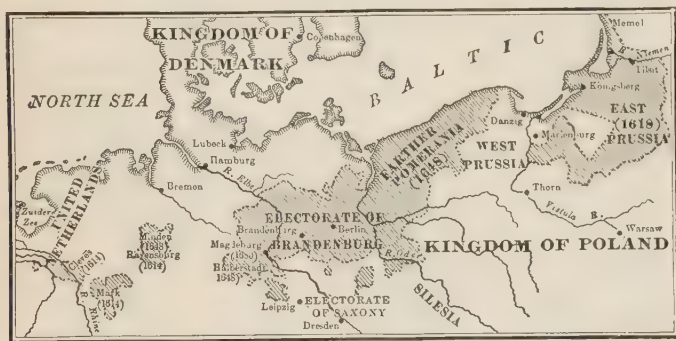 KINGDOM OF
DENMARK
Copenhagen
BALTIC
Memel
R. Niemen
Tilsit
Königsberg
NORTH SEA
EAST
(1618)
PRUSSIA
Danzig
Marienburg
WEST
PRUSSIA
Lubeck
Hamburg
FARTHER
POMERANIA
(1648)
Bremen
R. Elbe
UNITED
NETHERLANDS
Zuider
Zee
Thorn
Vistula R.
Warsaw
ELECTORATE OF
BRANDENBURG
Brandenburg
Berlin
KINGDOM OF POLAND
Minden
(1648)
Ravensburg
(1614)
Magdeburg
(1680)
Halberstadt
1648)
R. Oder
Cleves
(1614)
Mark
(1614)
R. Rhine
Leipzig
ELECTORATE
OF SAXONY
Dresden
SILESIA